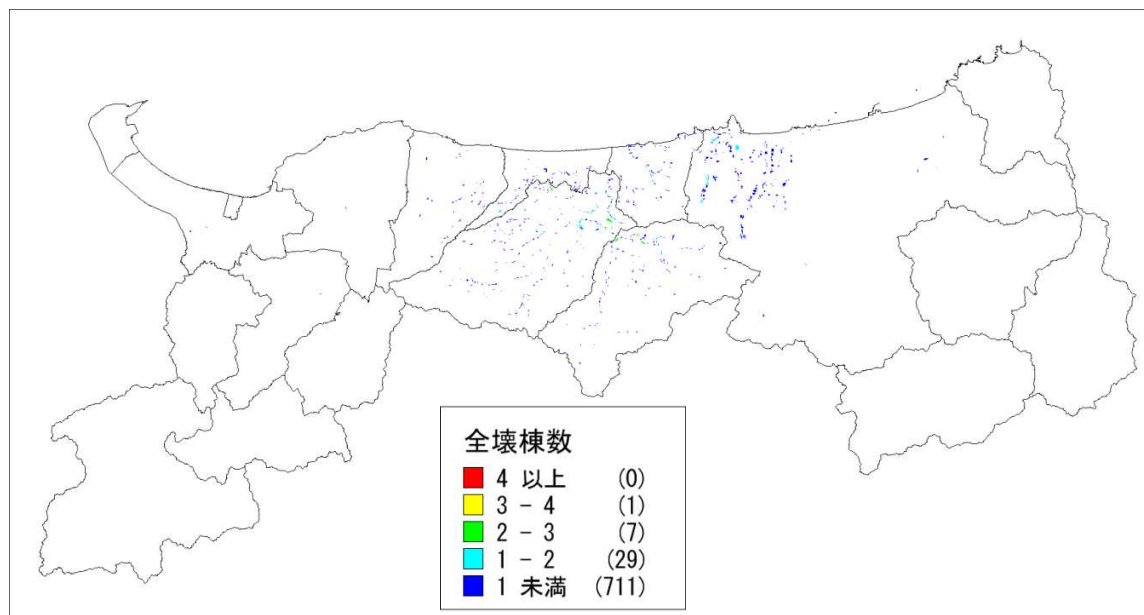 全壊棟数
4 以上 (0)
3 - 4 (1)
2 - 3 (7)
1 - 2 (29)
1 未満 (711)